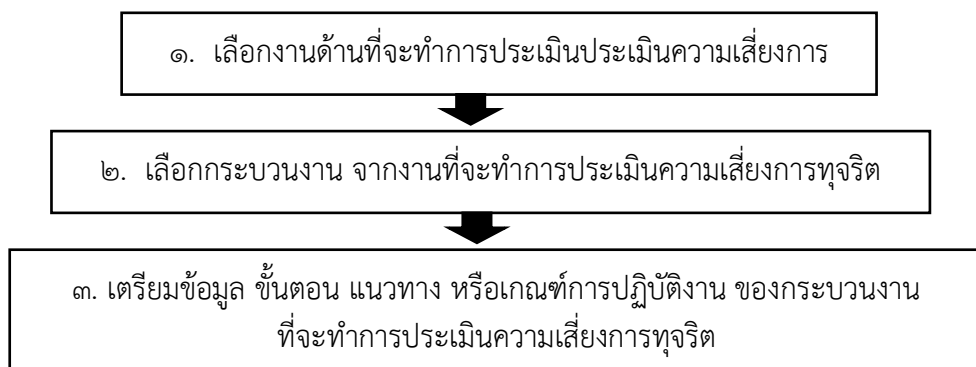 ๑. เลือกงานด้านที่จะทำการประเมินประเมินความเสี่ยงการ
๒. เลือกกระบวนงาน จากงานที่จะทำการประเมินความเสี่ยงการทุจริต
๓. เตรียมข้อมูล ขั้นตอน แนวทาง หรือเกณฑ์การปฏิบัติงาน ของกระบวนงาน
ที่จะทำการประเมินความเสี่ยงการทุจริต